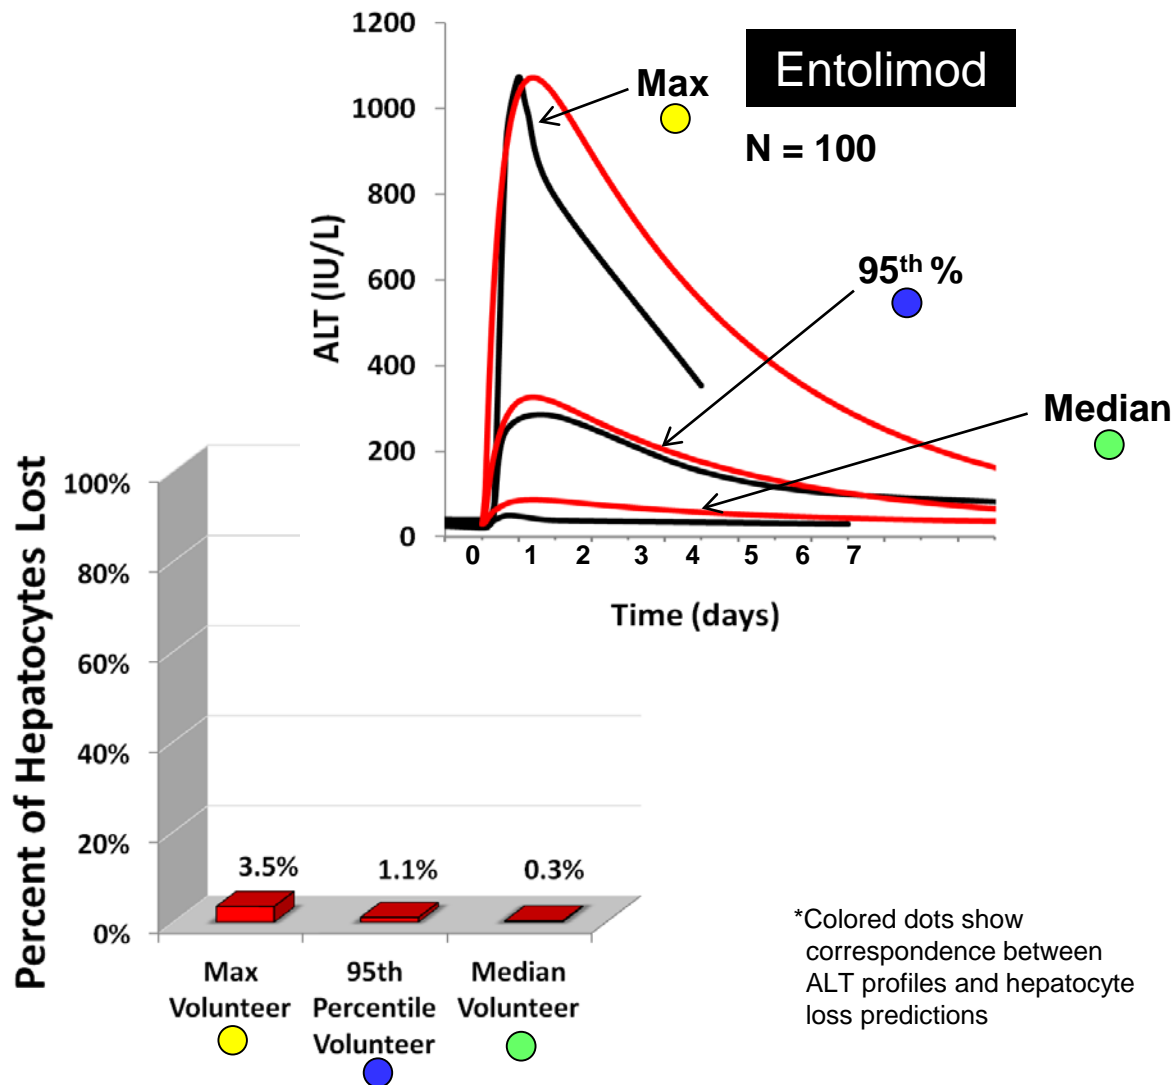 Entolimod
N = 100
Max
95th %
Median
ALT (IU/L)
1200
1000
800
600
400
200
0
0 1 2 3 4 5 6 7
Time (days)
Percent of Hepatocytes Lost
100%
80%
60%
40%
20%
0%
3.5% 1.1% 0.3%
Max
Volunteer
95th
Percentile
Volunteer
Median
Volunteer
*Colored dots show
correspondence between
ALT profiles and hepatocyte
loss predictions